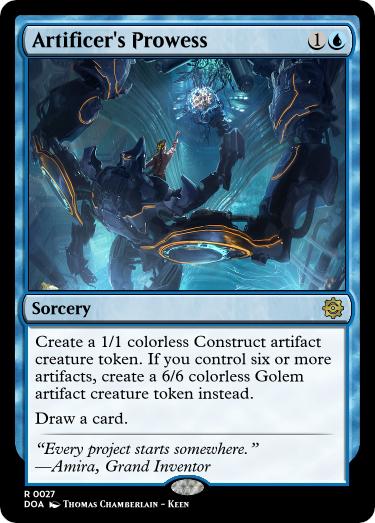 Artificer's Prowess 1
Sorcery
Create a 1/1 colorless Construct artifact
creature token. If you control six or more
artifacts, create a 6/6 colorless Golem
artifact creature token instead.
Draw a card.
“Every project starts somewhere.”
—Amira, Grand Inventor
R 0027
DOA Thomas Chamberlain - Keen